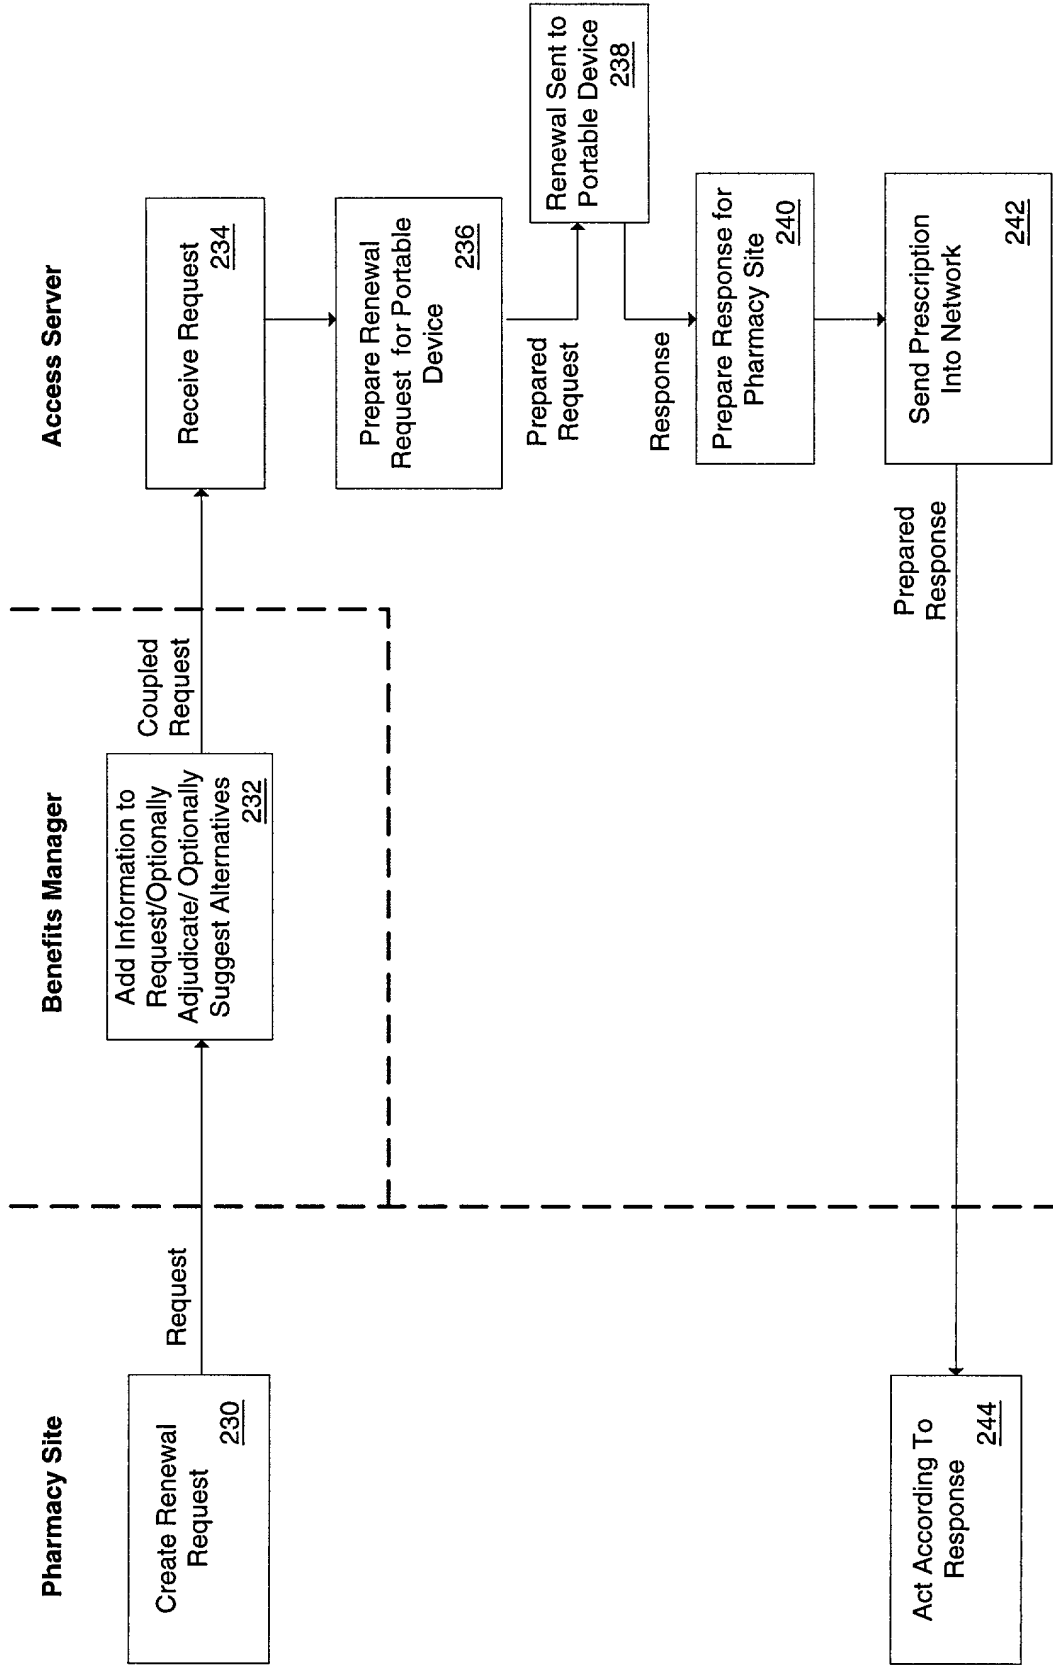 Pharmacy Site
Benefits Manager
Access Server
Create Renewal
Request
230
Request
Add Information to
Request/Optionally
Adjudicate/ Optionally
Suggest Alternatives
232
Coupled
Request
Receive Request
234
Prepare Renewal
Request for Portable
Device
236
Prepared
Request
Renewal Sent to
Portable Device
238
Response
Prepare Response for
Pharmacy Site
240
Send Prescription
Into Network
242
Prepared
Response
Act According To
Response
244